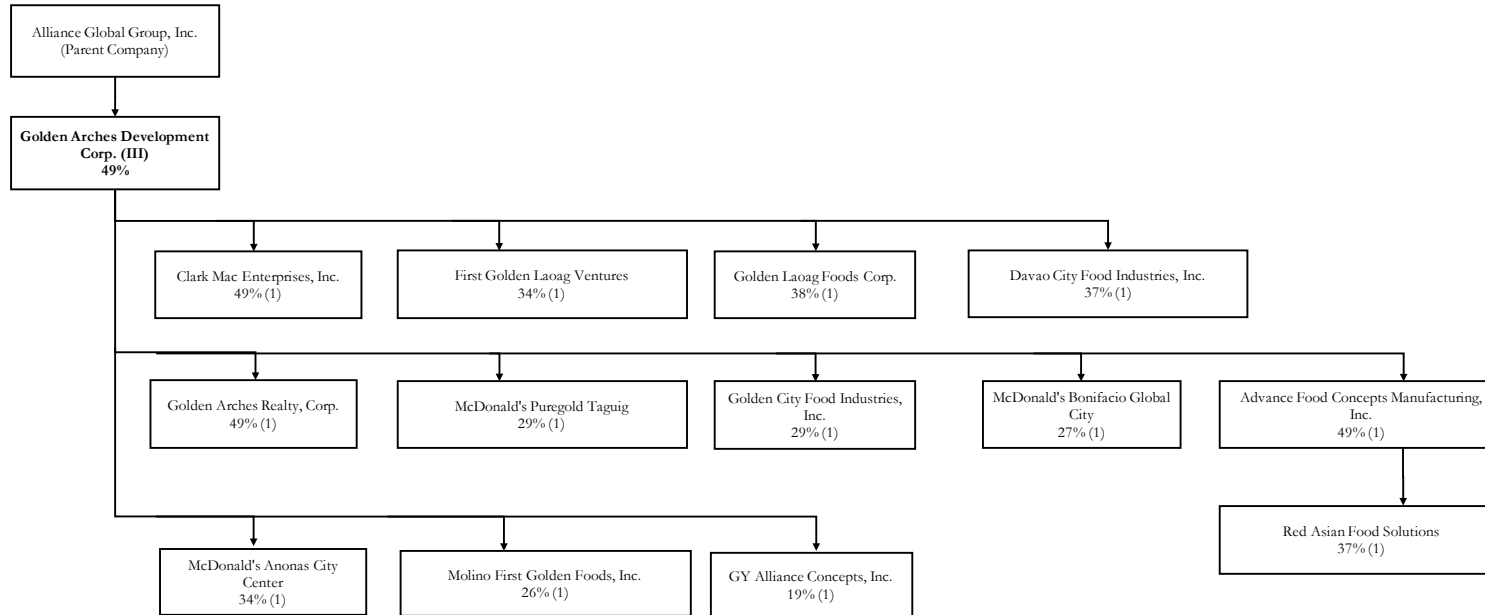 Alliance Global Group, Inc.
(Parent Company)
Golden Arches Development
Corp. (III)
49%
Clark Mac Enterprises, Inc.
49% (1)
First Golden Laoag Ventures
34% (1)
Golden Laoag Foods Corp.
38% (1)
Davao City Food Industries, Inc.
37% (1)
Golden Arches Realty, Corp.
49% (1)
McDonald's Puregold Taguig
29% (1)
Golden City Food Industries,
Inc.
29% (1)
McDonald's Bonifacio Global
City
27% (1)
Advance Food Concepts Manufacturing,
Inc.
49% (1)
Red Asian Food Solutions
37% (1)
McDonald's Anonas City
Center
34% (1)
Molino First Golden Foods, Inc.
26% (1)
GY Alliance Concepts, Inc.
19% (1)